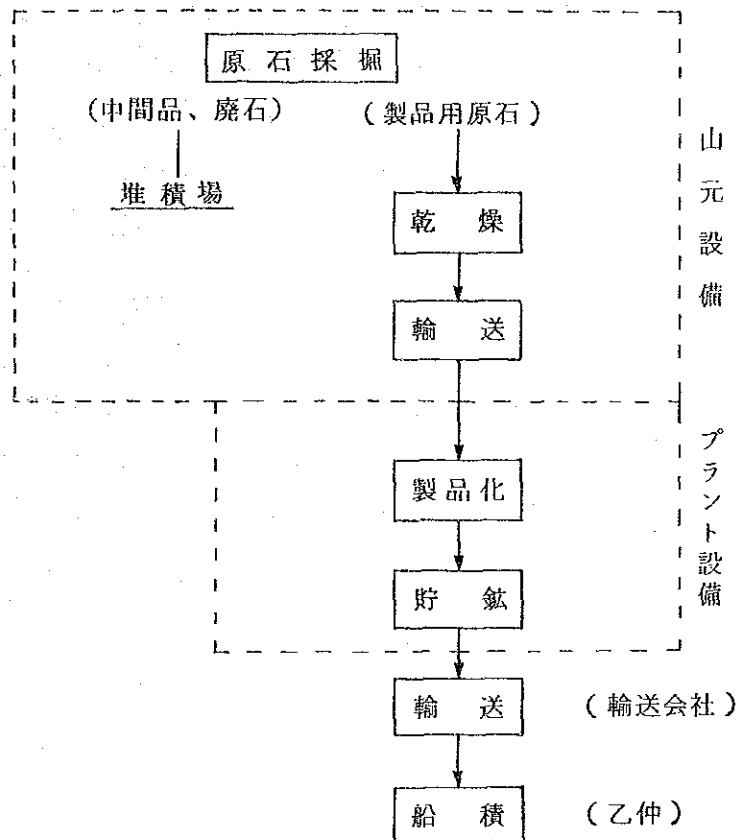 原石採掘
(中間品、廃石)
(製品用原石)
堆積場
乾燥
輸送
山元設備
製品化
貯鉱
プラント設備
輸送
(輸送会社)
船積
(乙仲)